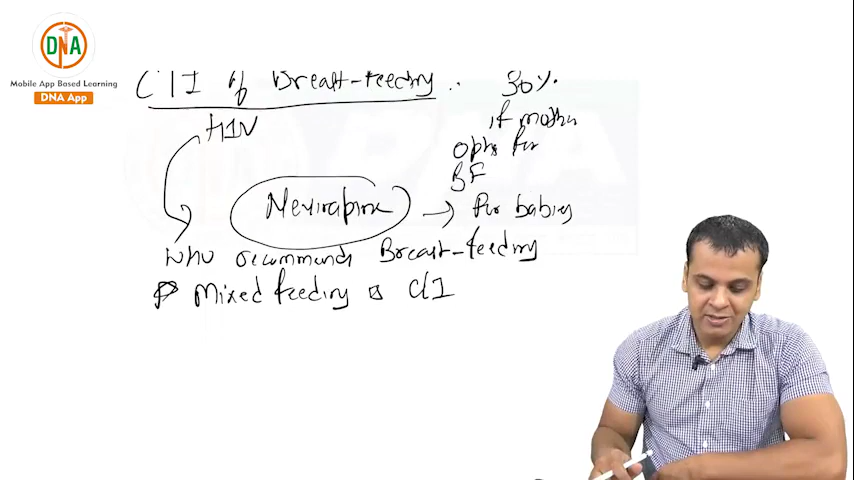 DNA
Mobile App Based Learning
DNA App
C/I of Breast-feeding :. 30%
HIV if mother
opts for
BF
Nevirapine → for babies
WHO recommends Breast-feeding
Mixed feeding is C/I